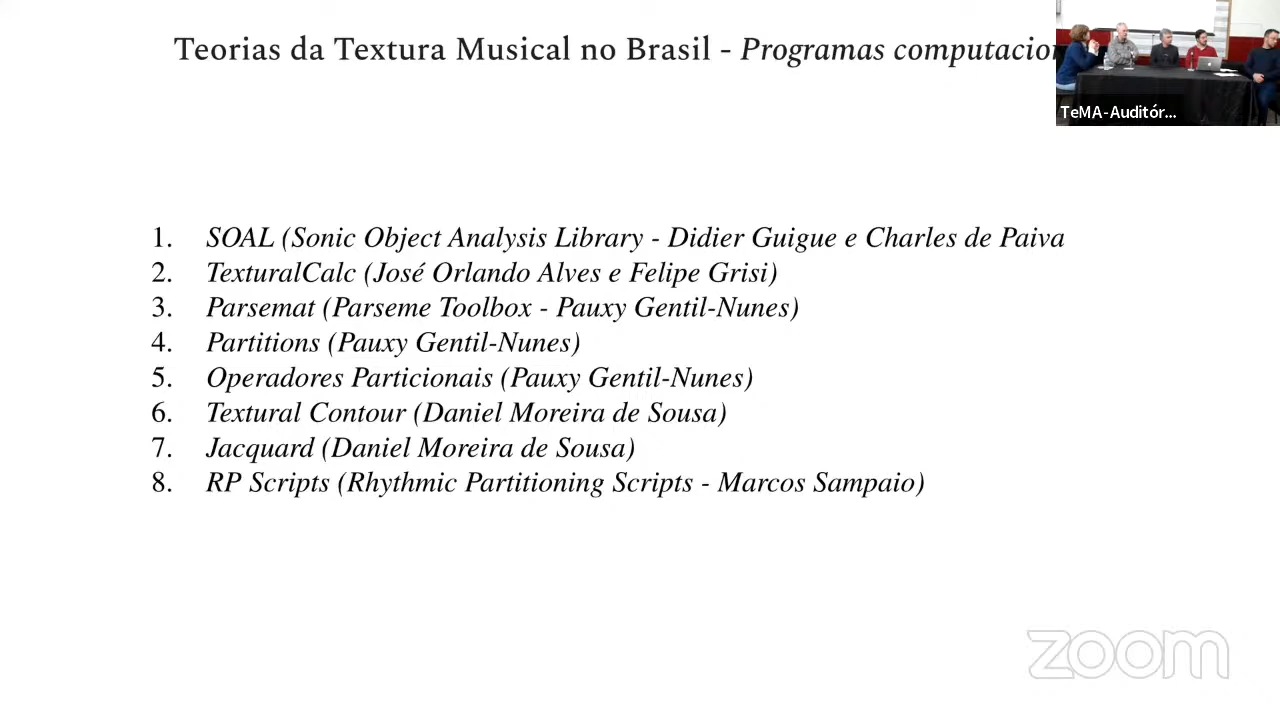 Teorias da Textura Musical no Brasil - Programas computacion
TeMA-Auditór...
1. SOAL (Sonic Object Analysis Library - Didier Guigue e Charles de Paiva
2. TexturalCalc (José Orlando Alves e Felipe Grisi)
3. Parsemat (Parseme Toolbox - Pauxy Gentil-Nunes)
4. Partitions (Pauxy Gentil-Nunes)
5. Operadores Particionais (Pauxy Gentil-Nunes)
6. Textural Contour (Daniel Moreira de Sousa)
7. Jacquard (Daniel Moreira de Sousa)
8. RP Scripts (Rhythmic Partitioning Scripts - Marcos Sampaio)
zoom